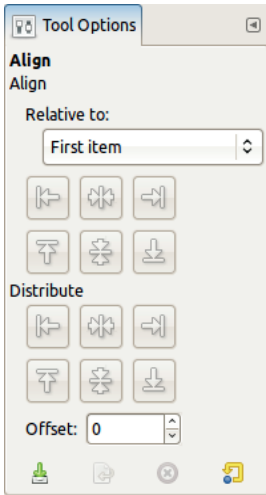 Tool Options
Align
Align
Relative to:
First item
Distribute
Offset: 0